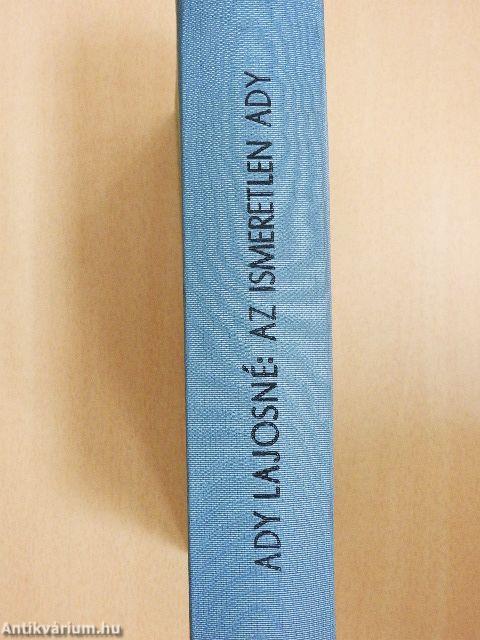 ADY LAJOSNÉ: AZ ISMERETLEN ADY
Antikvárium.hu